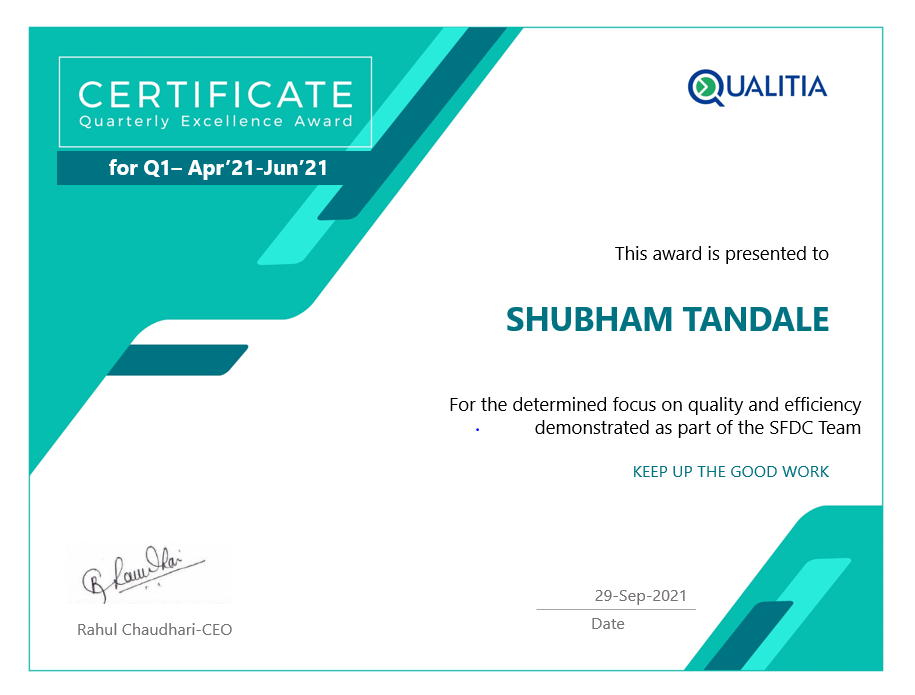 CERTIFICATE
Quarterly Excellence Award
for Q1– Apr’21-Jun’21
QUALITIA
This award is presented to
SHUBHAM TANDALE
For the determined focus on quality and efficiency
demonstrated as part of the SFDC Team
KEEP UP THE GOOD WORK
29-Sep-2021
Date
Rahul Chaudhari-CEO